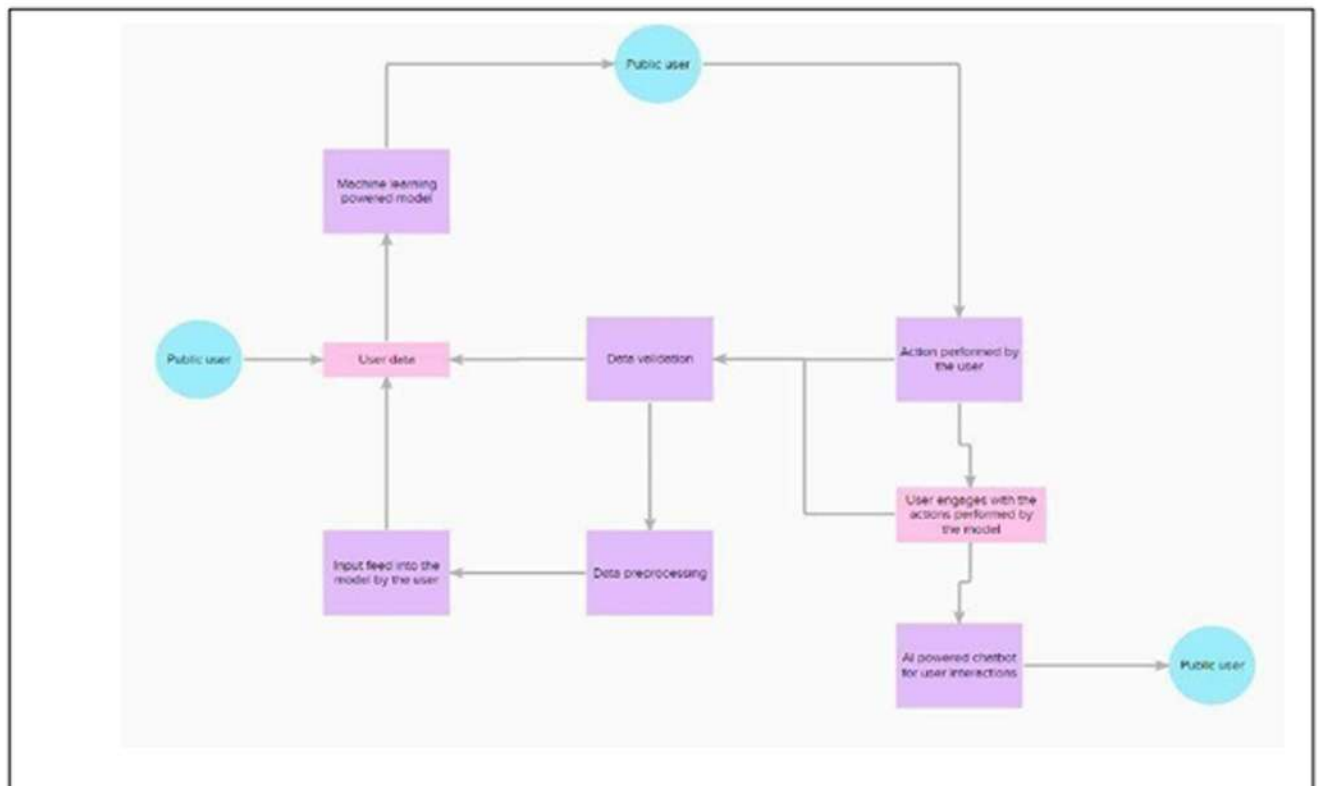 Public user
Machine learning
powered model
Public user
User data
Data validation
Action performed by
the user
User engages with the
actions performed by
the model
Input feed into the
model by the user
Data preprocessing
AI powered chatbot
for user interactions
Public user